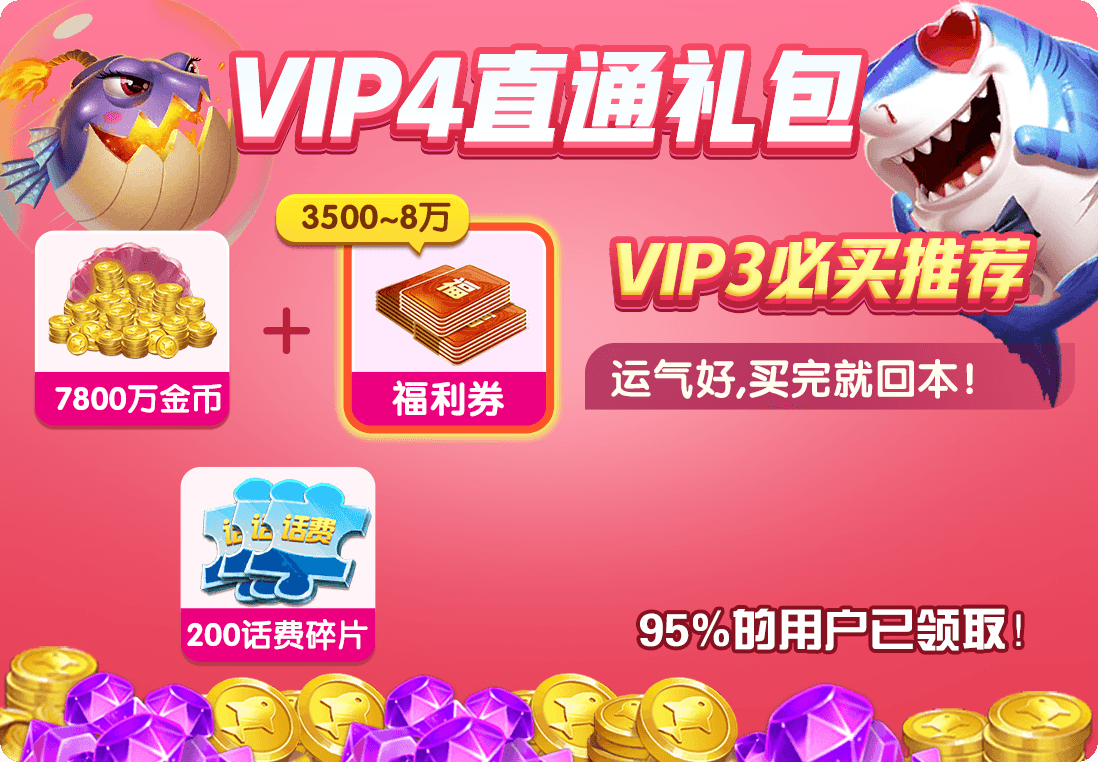 VIP4直通礼包
3500~8万
福
VIP3必买推荐
运气好,买完就回本!
7800万金币
福利券
话费
200话费碎片
95%的用户已领取!